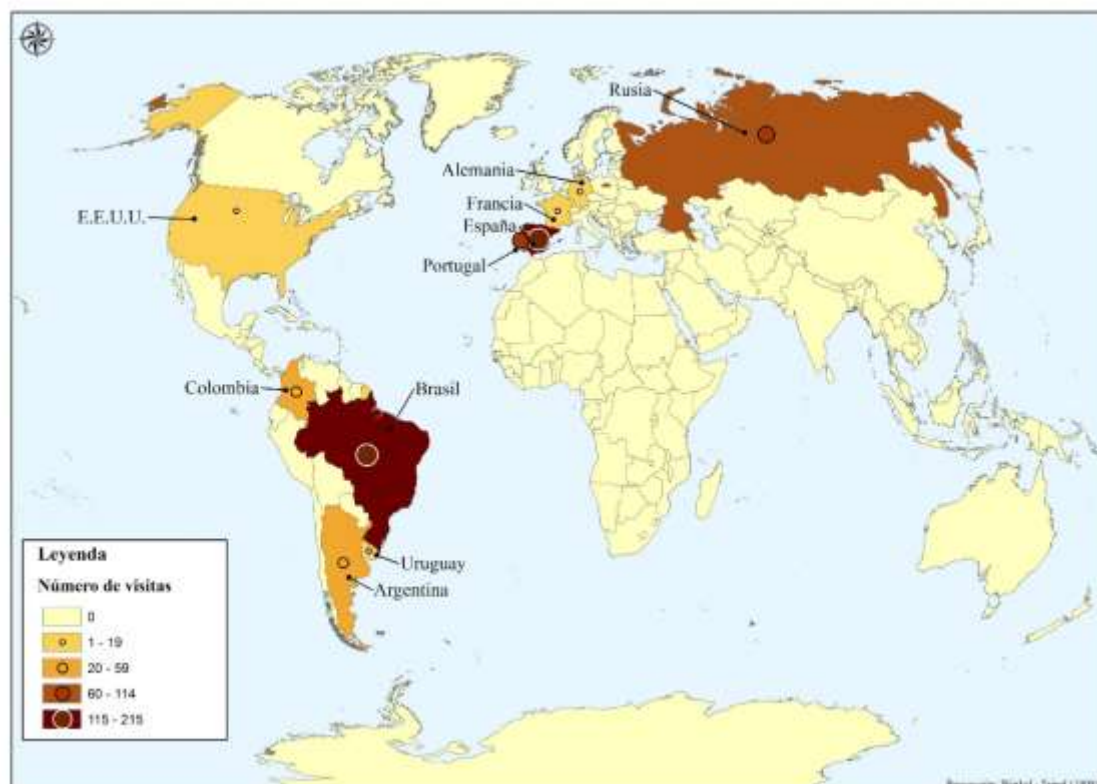 Rusia
Alemania
Francia
España
Portugal
E.E.U.U.
Colombia
Brasil
Uruguay
Argentina
Leyenda
Número de visitas
0
1 - 19
20 - 59
60 - 114
115 - 215